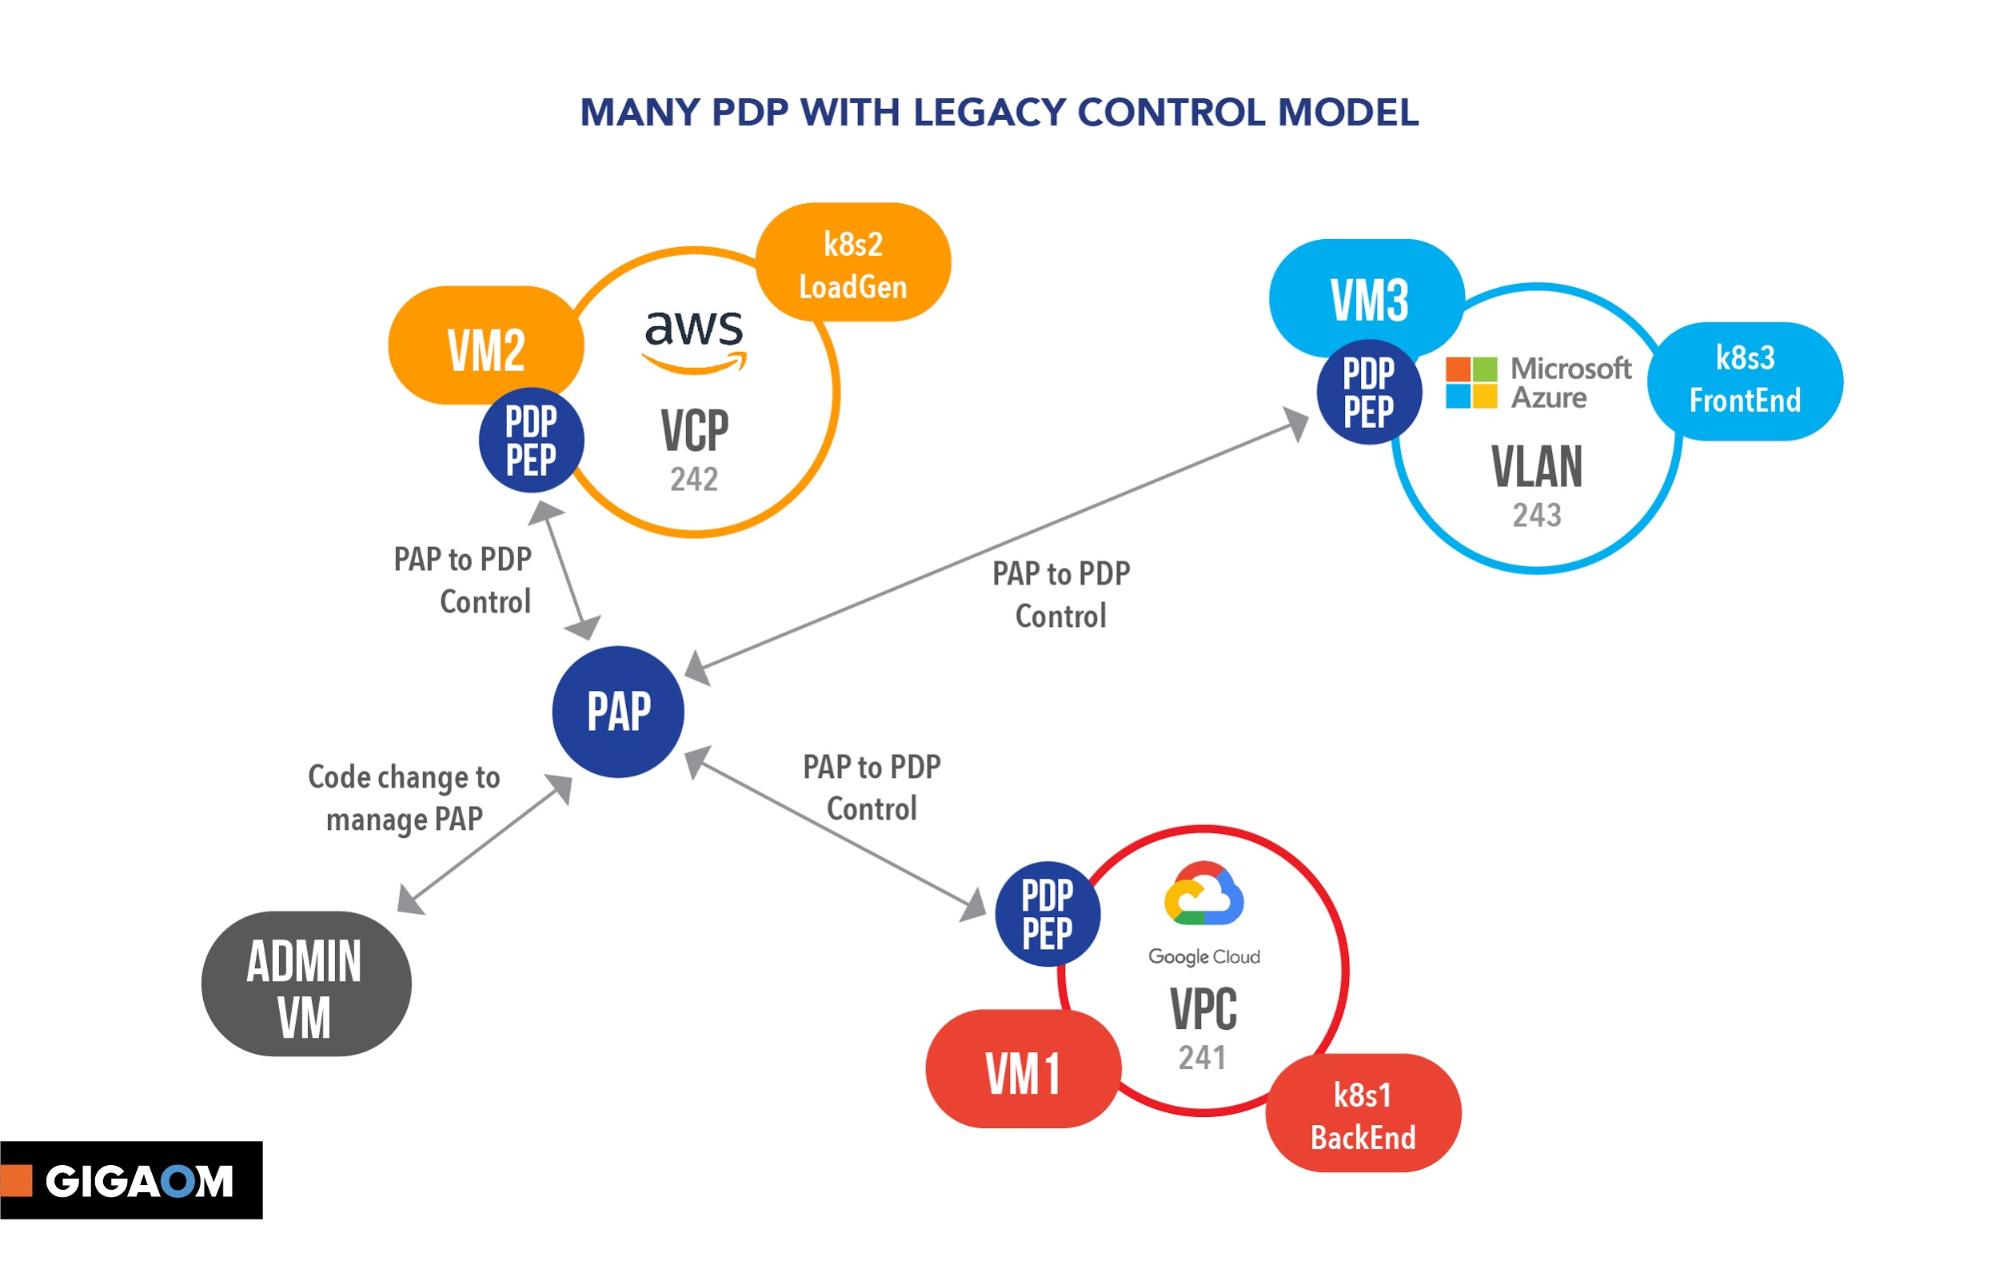 MANY PDP WITH LEGACY CONTROL MODEL
k8s2
LoadGen
VM2
aws
PDP
PEP
VCP
242
VM3
PDP
PEP
Microsoft
Azure
k8s3
FrontEnd
VLAN
243
PAP to PDP
Control
PAP to PDP
Control
PAP
Code change to
manage PAP
PAP to PDP
Control
ADMIN
VM
PDP
PEP
Google Cloud
VPC
241
VM1
k8s1
BackEnd
GIGAOM